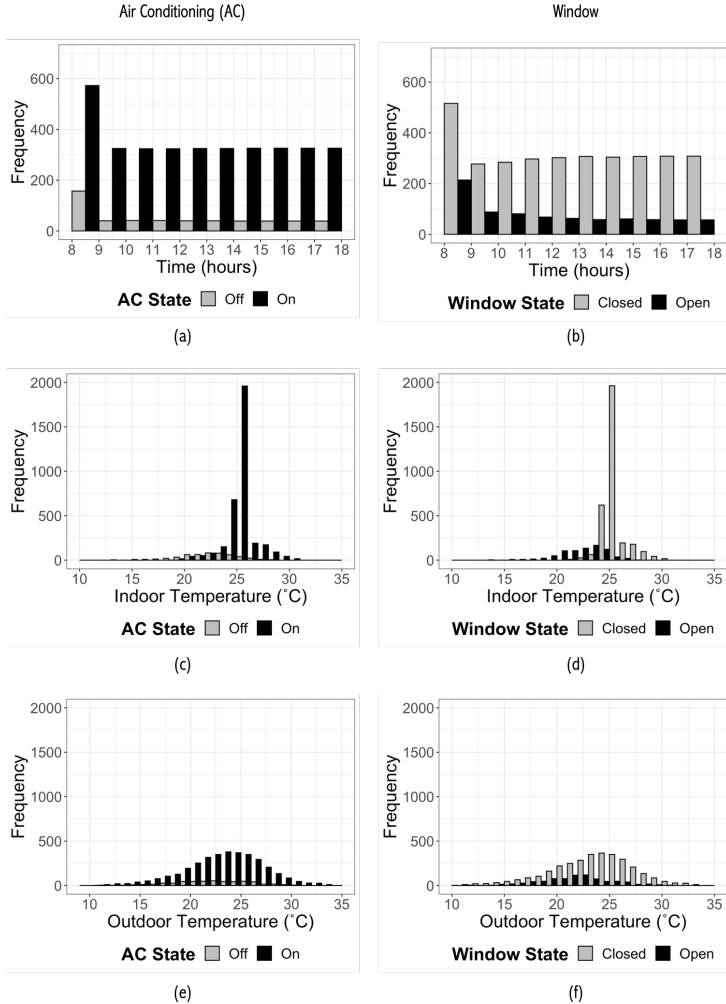 Air Conditioning (AC)
Window
Frequency
600
400
200
0
8 9 10 11 12 13 14 15 16 17 18
Time (hours)
AC State Off On
(a)
Frequency
600
400
200
0
8 9 10 11 12 13 14 15 16 17 18
Time (hours)
Window State Closed Open
(b)
Frequency
2000
1500
1000
500
0
10 15 20 25 30 35
Indoor Temperature (˚C)
AC State Off On
(c)
Frequency
2000
1500
1000
500
0
10 15 20 25 30 35
Indoor Temperature (˚C)
Window State Closed Open
(d)
Frequency
2000
1500
1000
500
0
10 15 20 25 30 35
Outdoor Temperature (˚C)
AC State Off On
(e)
Frequency
2000
1500
1000
500
0
10 15 20 25 30 35
Outdoor Temperature (˚C)
Window State Closed Open
(f)